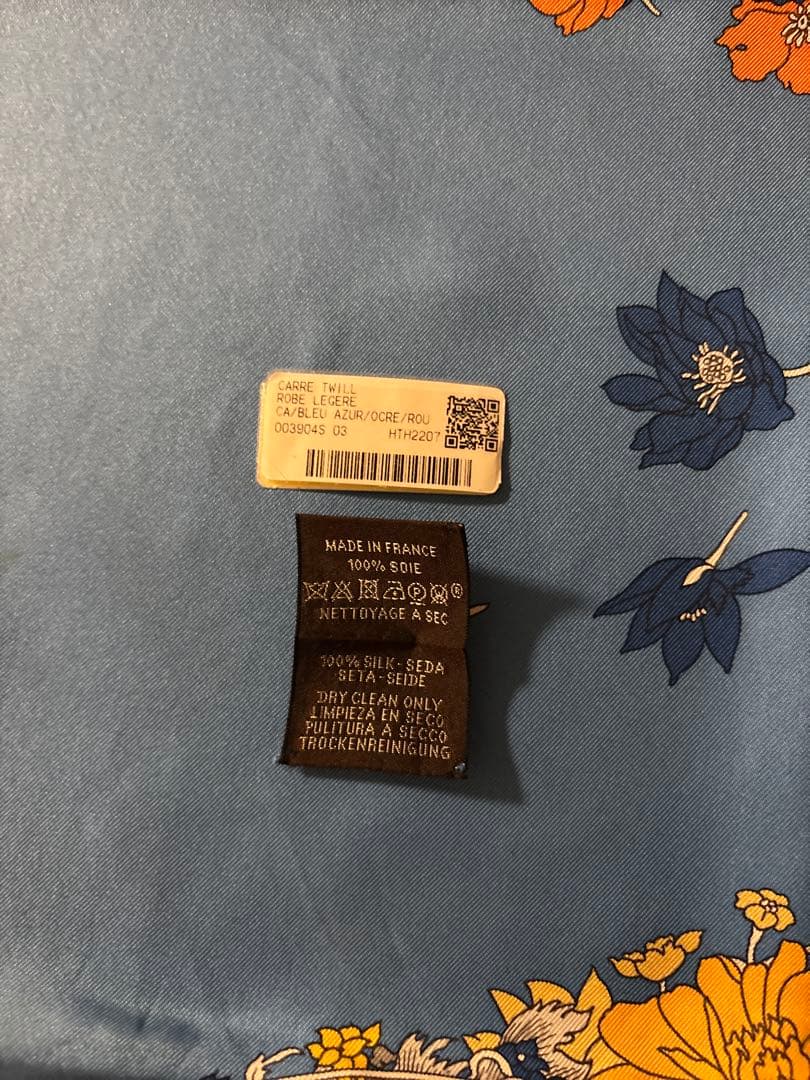 CARRE TWILL
ROBE LEGERE
CA/BLEU AZUR/OCRE/ROU
003904S 03 HTH2207
MADE IN FRANCE
100% SOIE
NETTOYAGE A SEC
100% SILK-SEDA
SETA-SEIDE
DRY CLEAN ONLY
LIMPIEZA EN SECO
PULITURA A SECCO
TROCKENREINIGUNG